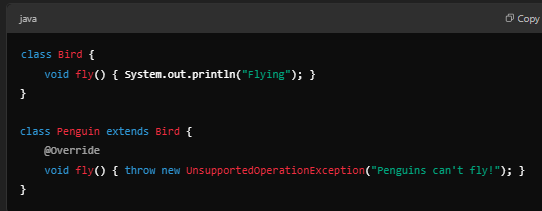 java
Copy
class Bird {
    void fly() { System.out.println("Flying"); }
}
class Penguin extends Bird {
    @Override
    void fly() { throw new UnsupportedOperationException("Penguins can't fly!"); }
}